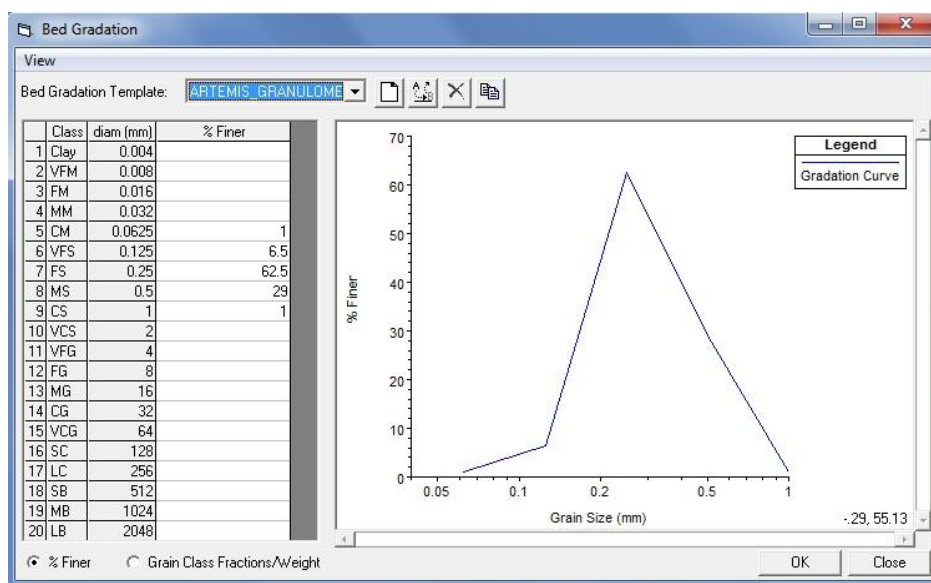 Bed Gradation
View
Bed Gradation Template: ARTEMIS_GRANULOME
Class diam (mm) % Finer
1 Clay 0.004
2 VFM 0.008
3 FM 0.016
4 MM 0.032
5 CM 0.0625 1
6 VFS 0.125 6.5
7 FS 0.25 62.5
8 MS 0.5 29
9 CS 1 1
10 VCS 2
11 VFG 4
12 FG 8
13 MG 16
14 CG 32
15 VCG 64
16 SC 128
17 LC 256
18 SB 512
19 MB 1024
20 LB 2048
% Finer
70
60
50
40
30
20
10
0
0.05 0.1 0.2 0.5 1
Grain Size (mm)
Legend
Gradation Curve
-.29, 55.13
% Finer Grain Class Fractions/Weight OK Close